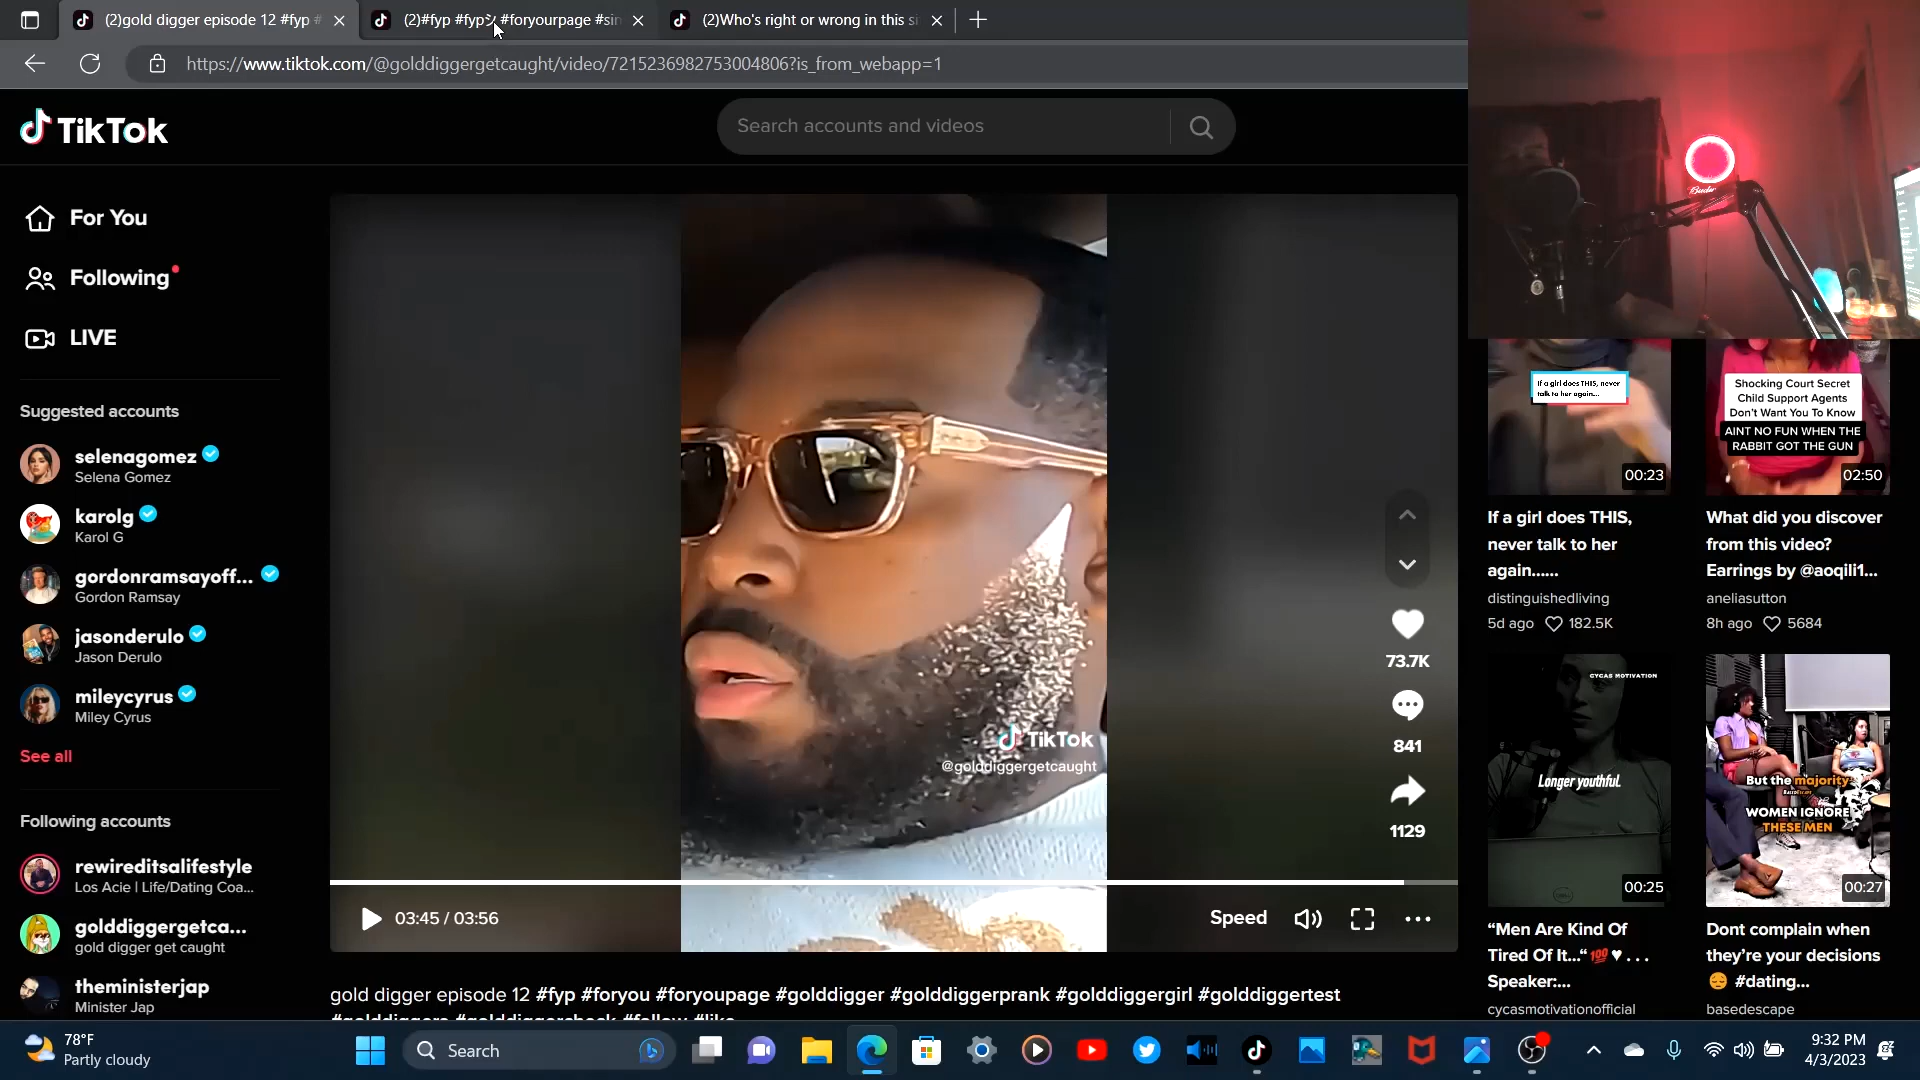 (2)gold digger episode 12 #fyp #
(2)#fyp #fypシ #foryourpage #sin
(2)Who's right or wrong in this si
https://www.tiktok.com/@golddiggergetcaught/video/7215236982753004806?is_from_webapp=1
TikTok
Search accounts and videos
For You
Following
LIVE
Suggested accounts
selenagomez
Selena Gomez
karolg
Karol G
gordonramsayoff...
Gordon Ramsay
jasonderulo
Jason Derulo
mileycyrus
Miley Cyrus
See all
Following accounts
rewireditsalifestyle
Los Acie | Life/Dating Coa...
golddiggergetca...
gold digger get caught
theministerjap
Minister Jap
TikTok
@golddiggergetcaught
73.7K
841
1129
03:45 / 03:56
Speed
gold digger episode 12 #fyp #foryou #foryoupage #golddigger #golddiggerprank #golddiggergirl #golddiggertest
#golddiggers #golddiggercheck #follow #like
If a girl does THIS, never
talk to her again...
00:23
If a girl does THIS,
never talk to her
again......
distinguishedliving
5d ago 182.5K
Shocking Court Secret
Child Support Agents
Don't Want You To Know
AINT NO FUN WHEN THE
RABBIT GOT THE GUN
02:50
What did you discover
from this video?
Earrings by @aoqili1...
aneliasutton
8h ago 5684
CYCAS MOTIVATION
Longer youthful.
00:25
“Men Are Kind Of
Tired Of It...“💯♥ . . .
Speaker:...
cycasmotivationofficial
But the majority
WOMEN IGNORE
THESE MEN
00:27
Dont complain when
they're your decisions
😔 #dating...
basedescape
78°F
Partly cloudy
Search
9:32 PM
4/3/2023